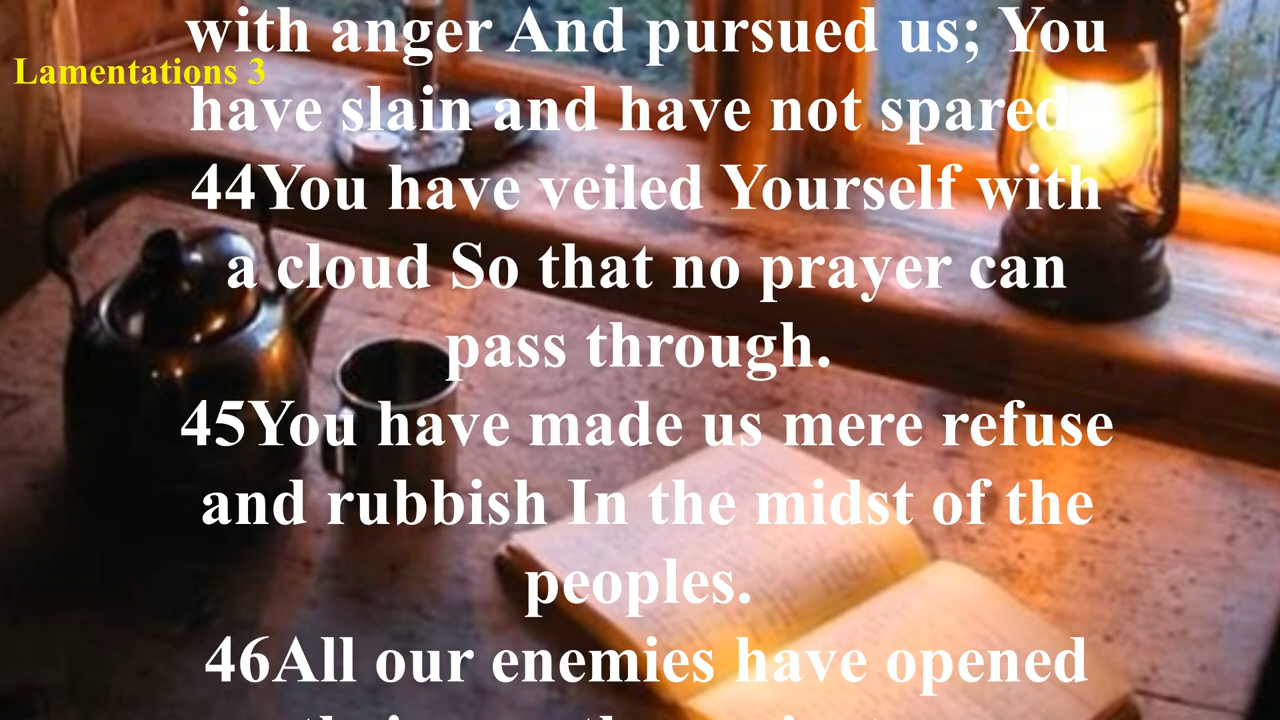 with anger And pursued us; You
Lamentations 3
have slain and have not spared.
44You have veiled Yourself with
a cloud So that no prayer can
pass through.
45You have made us mere refuse
and rubbish In the midst of the
peoples.
46All our enemies have opened